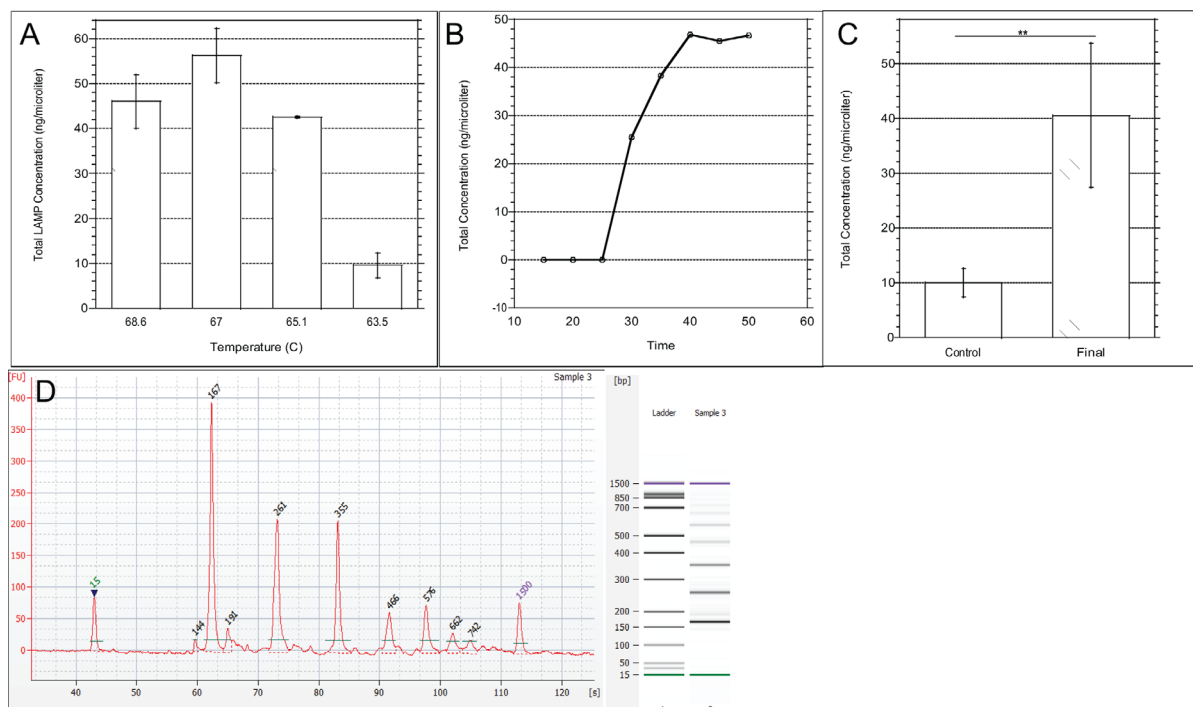 A
Total LAMP Concentration (ng/microliter)
60
50
40
30
20
10
0
68.6 67 65.1 63.5
Temperature (C)
B
Total Concentration (ng/microliter)
50
40
30
20
10
0
-10
10 20 30 40 50 60
Time
C
Total Concentration (ng/microliter)
**
50
40
30
20
10
0
Control Final
D
[FU]
Sample 3
400
350
300
250
200
150
100
50
0
15 144 167 191 261 355 466 576 662 742 1500
40 50 60 70 80 90 100 110 120 [s]
[bp]
Ladder Sample 3
1500
850
700
500
400
300
200
150
100
50
15